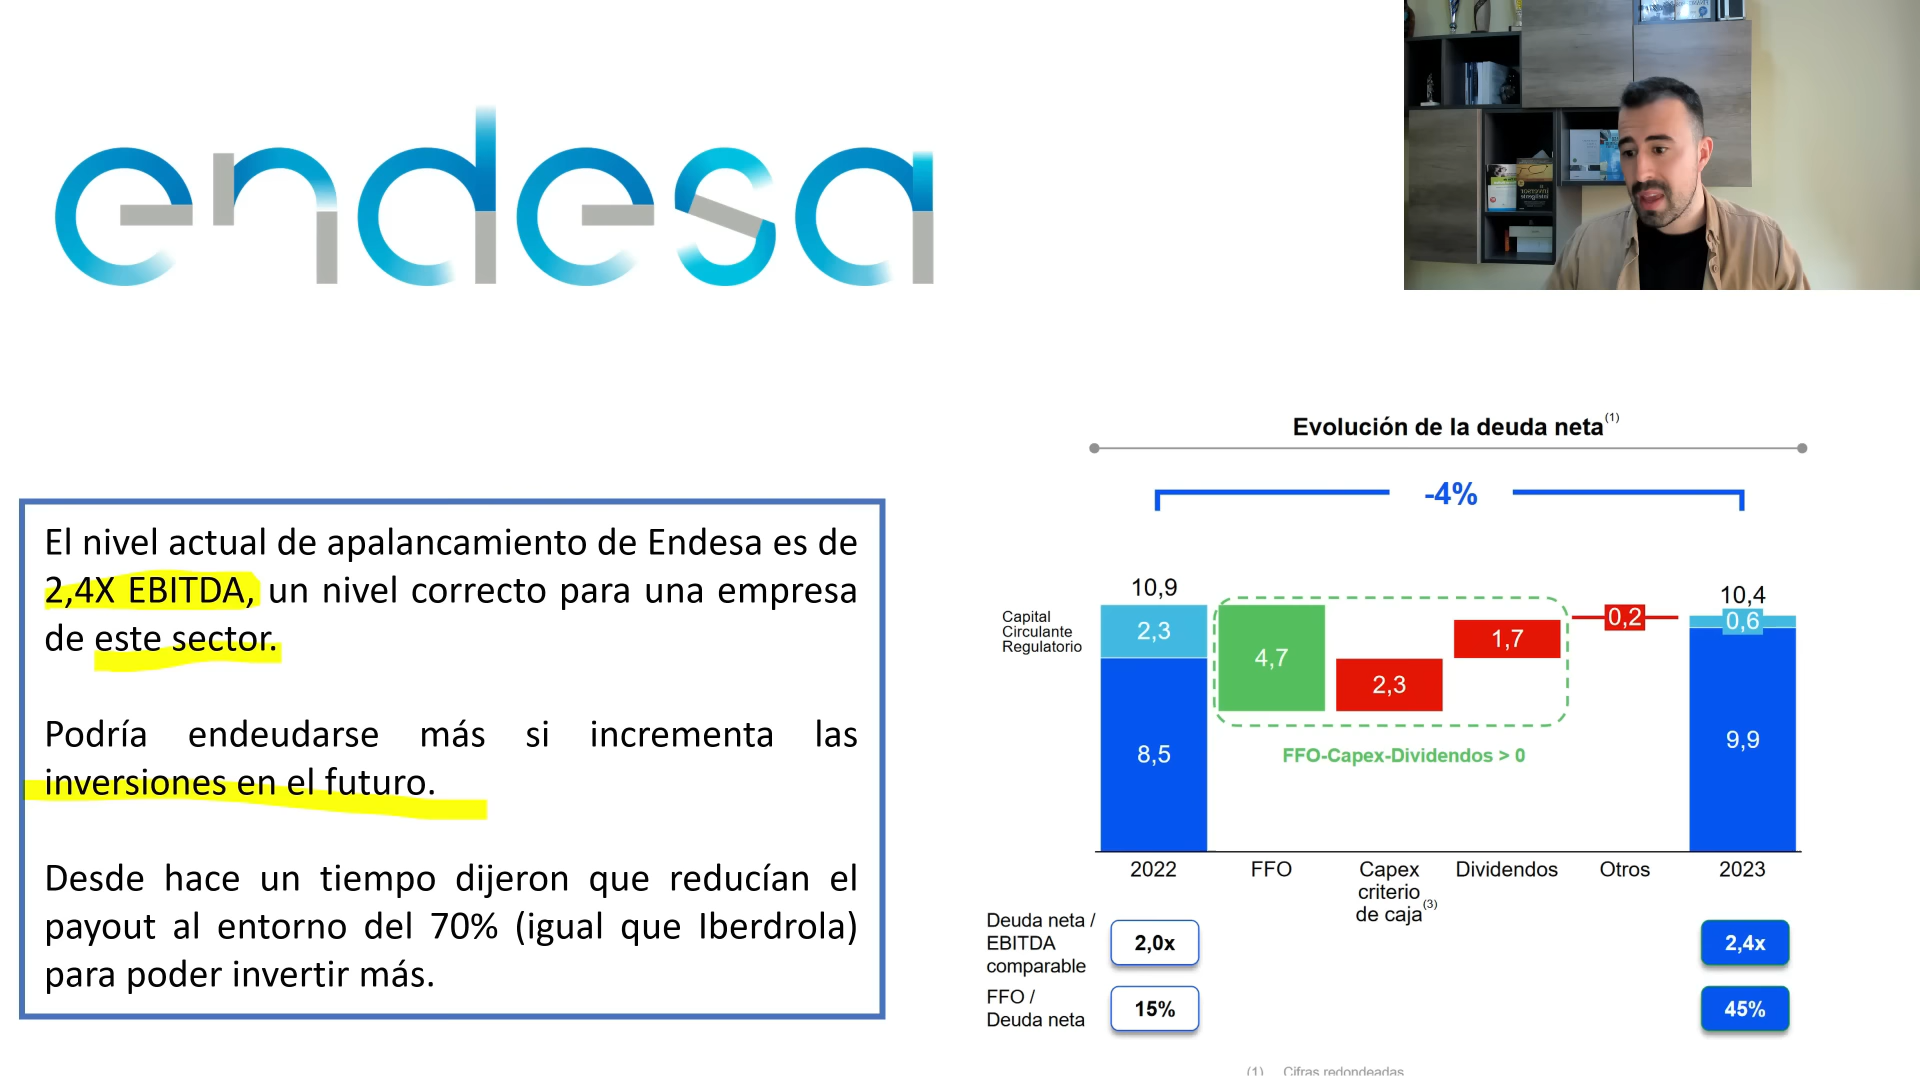 endesa
El nivel actual de apalancamiento de Endesa es de
2,4X EBITDA, un nivel correcto para una empresa
de este sector.
Podría endeudarse más si incrementa las
inversiones en el futuro.
Desde hace un tiempo dijeron que reducían el
payout al entorno del 70% (igual que Iberdrola)
para poder invertir más.
Evolución de la deuda neta(1)
-4%
10,9
10,4
Capital
Circulante
Regulatorio
2,3
4,7
2,3
1,7
0,2
0,6
8,5
9,9
FFO-Capex-Dividendos > 0
2022
FFO
Capex
criterio
de caja(3)
Dividendos
Otros
2023
Deuda neta /
EBITDA
comparable
2,0x
2,4x
FFO /
Deuda neta
15%
45%
(1) Cifras redondeadas